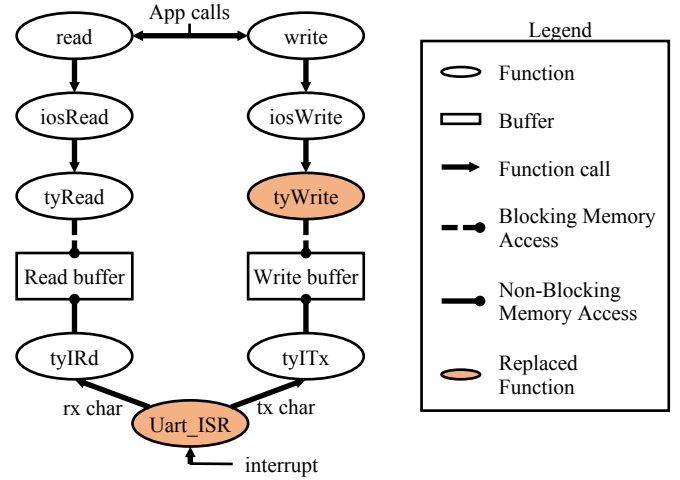 App calls
read
write
iosRead
iosWrite
tyRead
tyWrite
Read buffer
Write buffer
tyIRd
tyITx
rx char
tx char
Uart_ISR
interrupt
Legend
Function
Buffer
Function call
Blocking Memory
Access
Non-Blocking
Memory Access
Replaced
Function